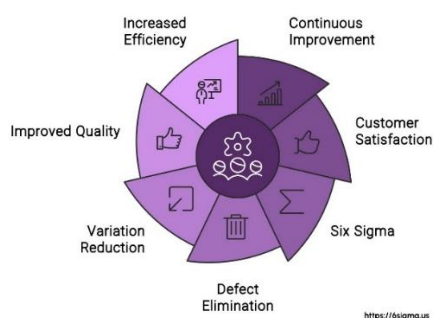 Increased
Efficiency
Continuous
Improvement
Improved Quality
Customer
Satisfaction
Variation
Reduction
Six Sigma
Defect
Elimination
https://6sigma.us